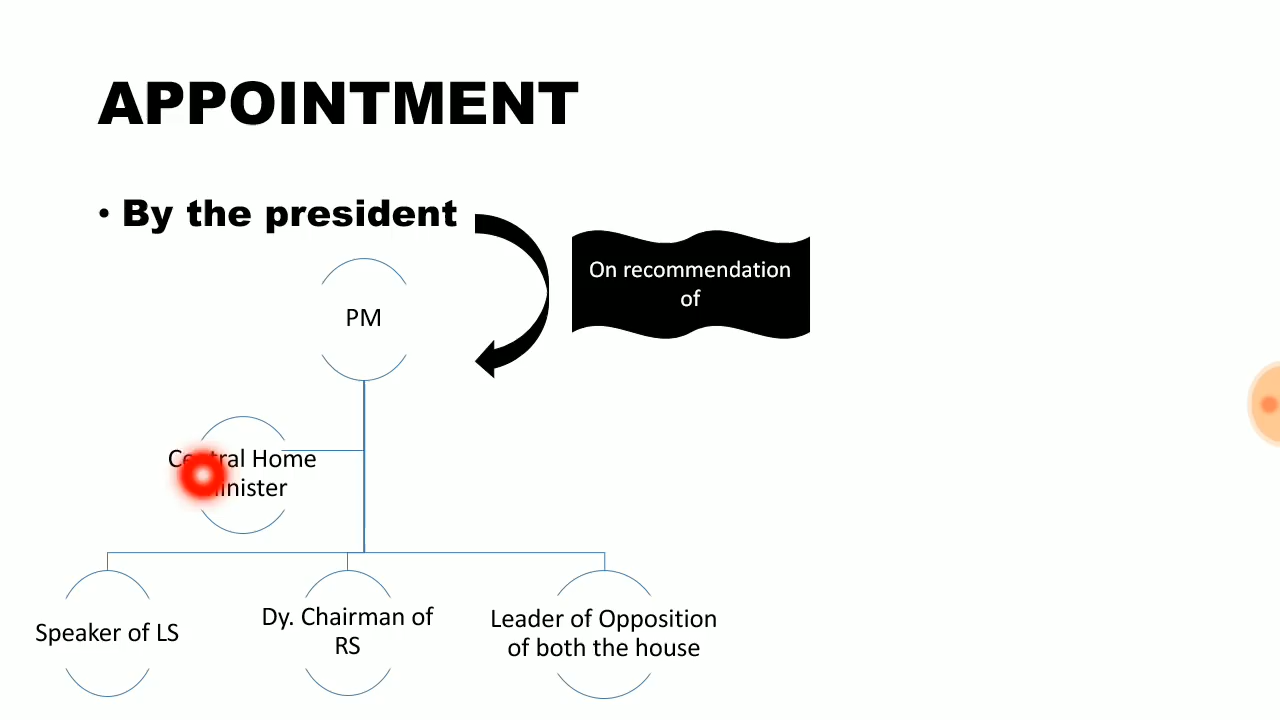 APPOINTMENT
• By the president
On recommendation
of
PM
Central Home
Minister
Speaker of LS
Dy. Chairman of
RS
Leader of Opposition
of both the house